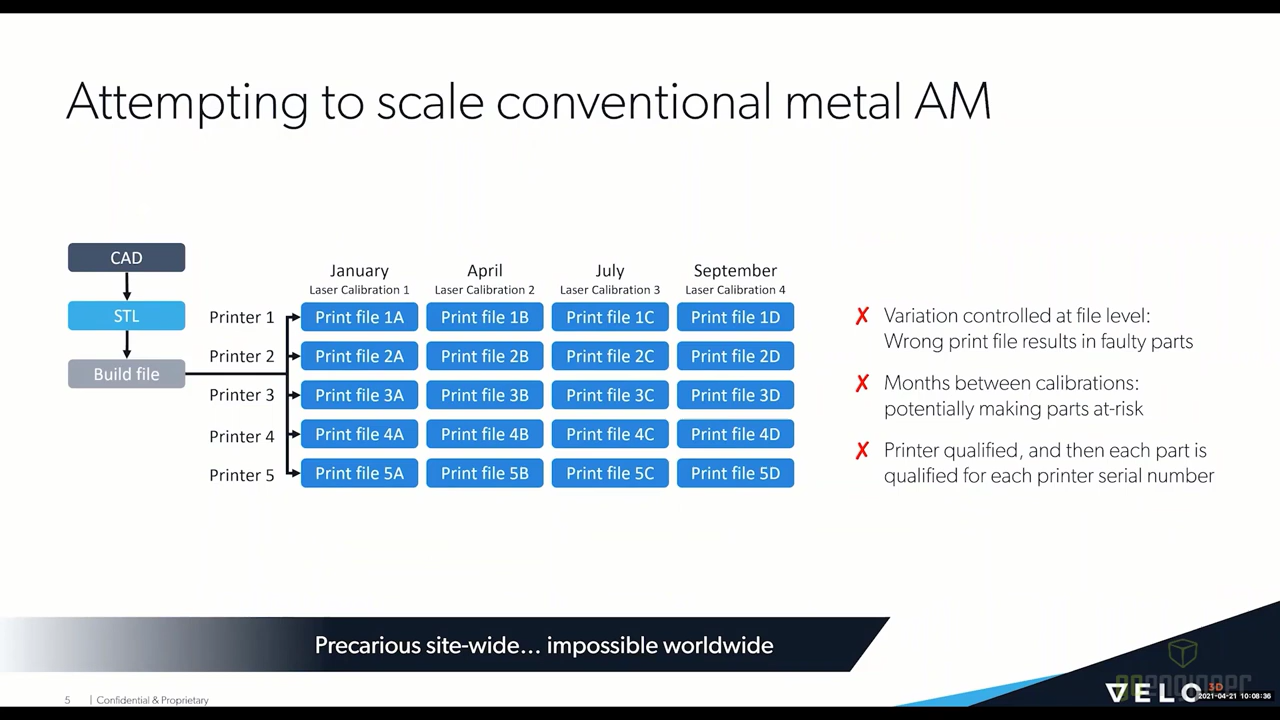 Attempting to scale conventional metal AM
CAD
STL
Build file
January
Laser Calibration 1
April
Laser Calibration 2
July
Laser Calibration 3
September
Laser Calibration 4
Printer 1
Print file 1A
Print file 1B
Print file 1C
Print file 1D
Printer 2
Print file 2A
Print file 2B
Print file 2C
Print file 2D
Printer 3
Print file 3A
Print file 3B
Print file 3C
Print file 3D
Printer 4
Print file 4A
Print file 4B
Print file 4C
Print file 4D
Printer 5
Print file 5A
Print file 5B
Print file 5C
Print file 5D
✗ Variation controlled at file level:
Wrong print file results in faulty parts
✗ Months between calibrations:
potentially making parts at-risk
✗ Printer qualified, and then each part is
qualified for each printer serial number
Precarious site-wide... impossible worldwide
5 | Confidential & Proprietary
VELO 3D
2021-04-21 10:08:36